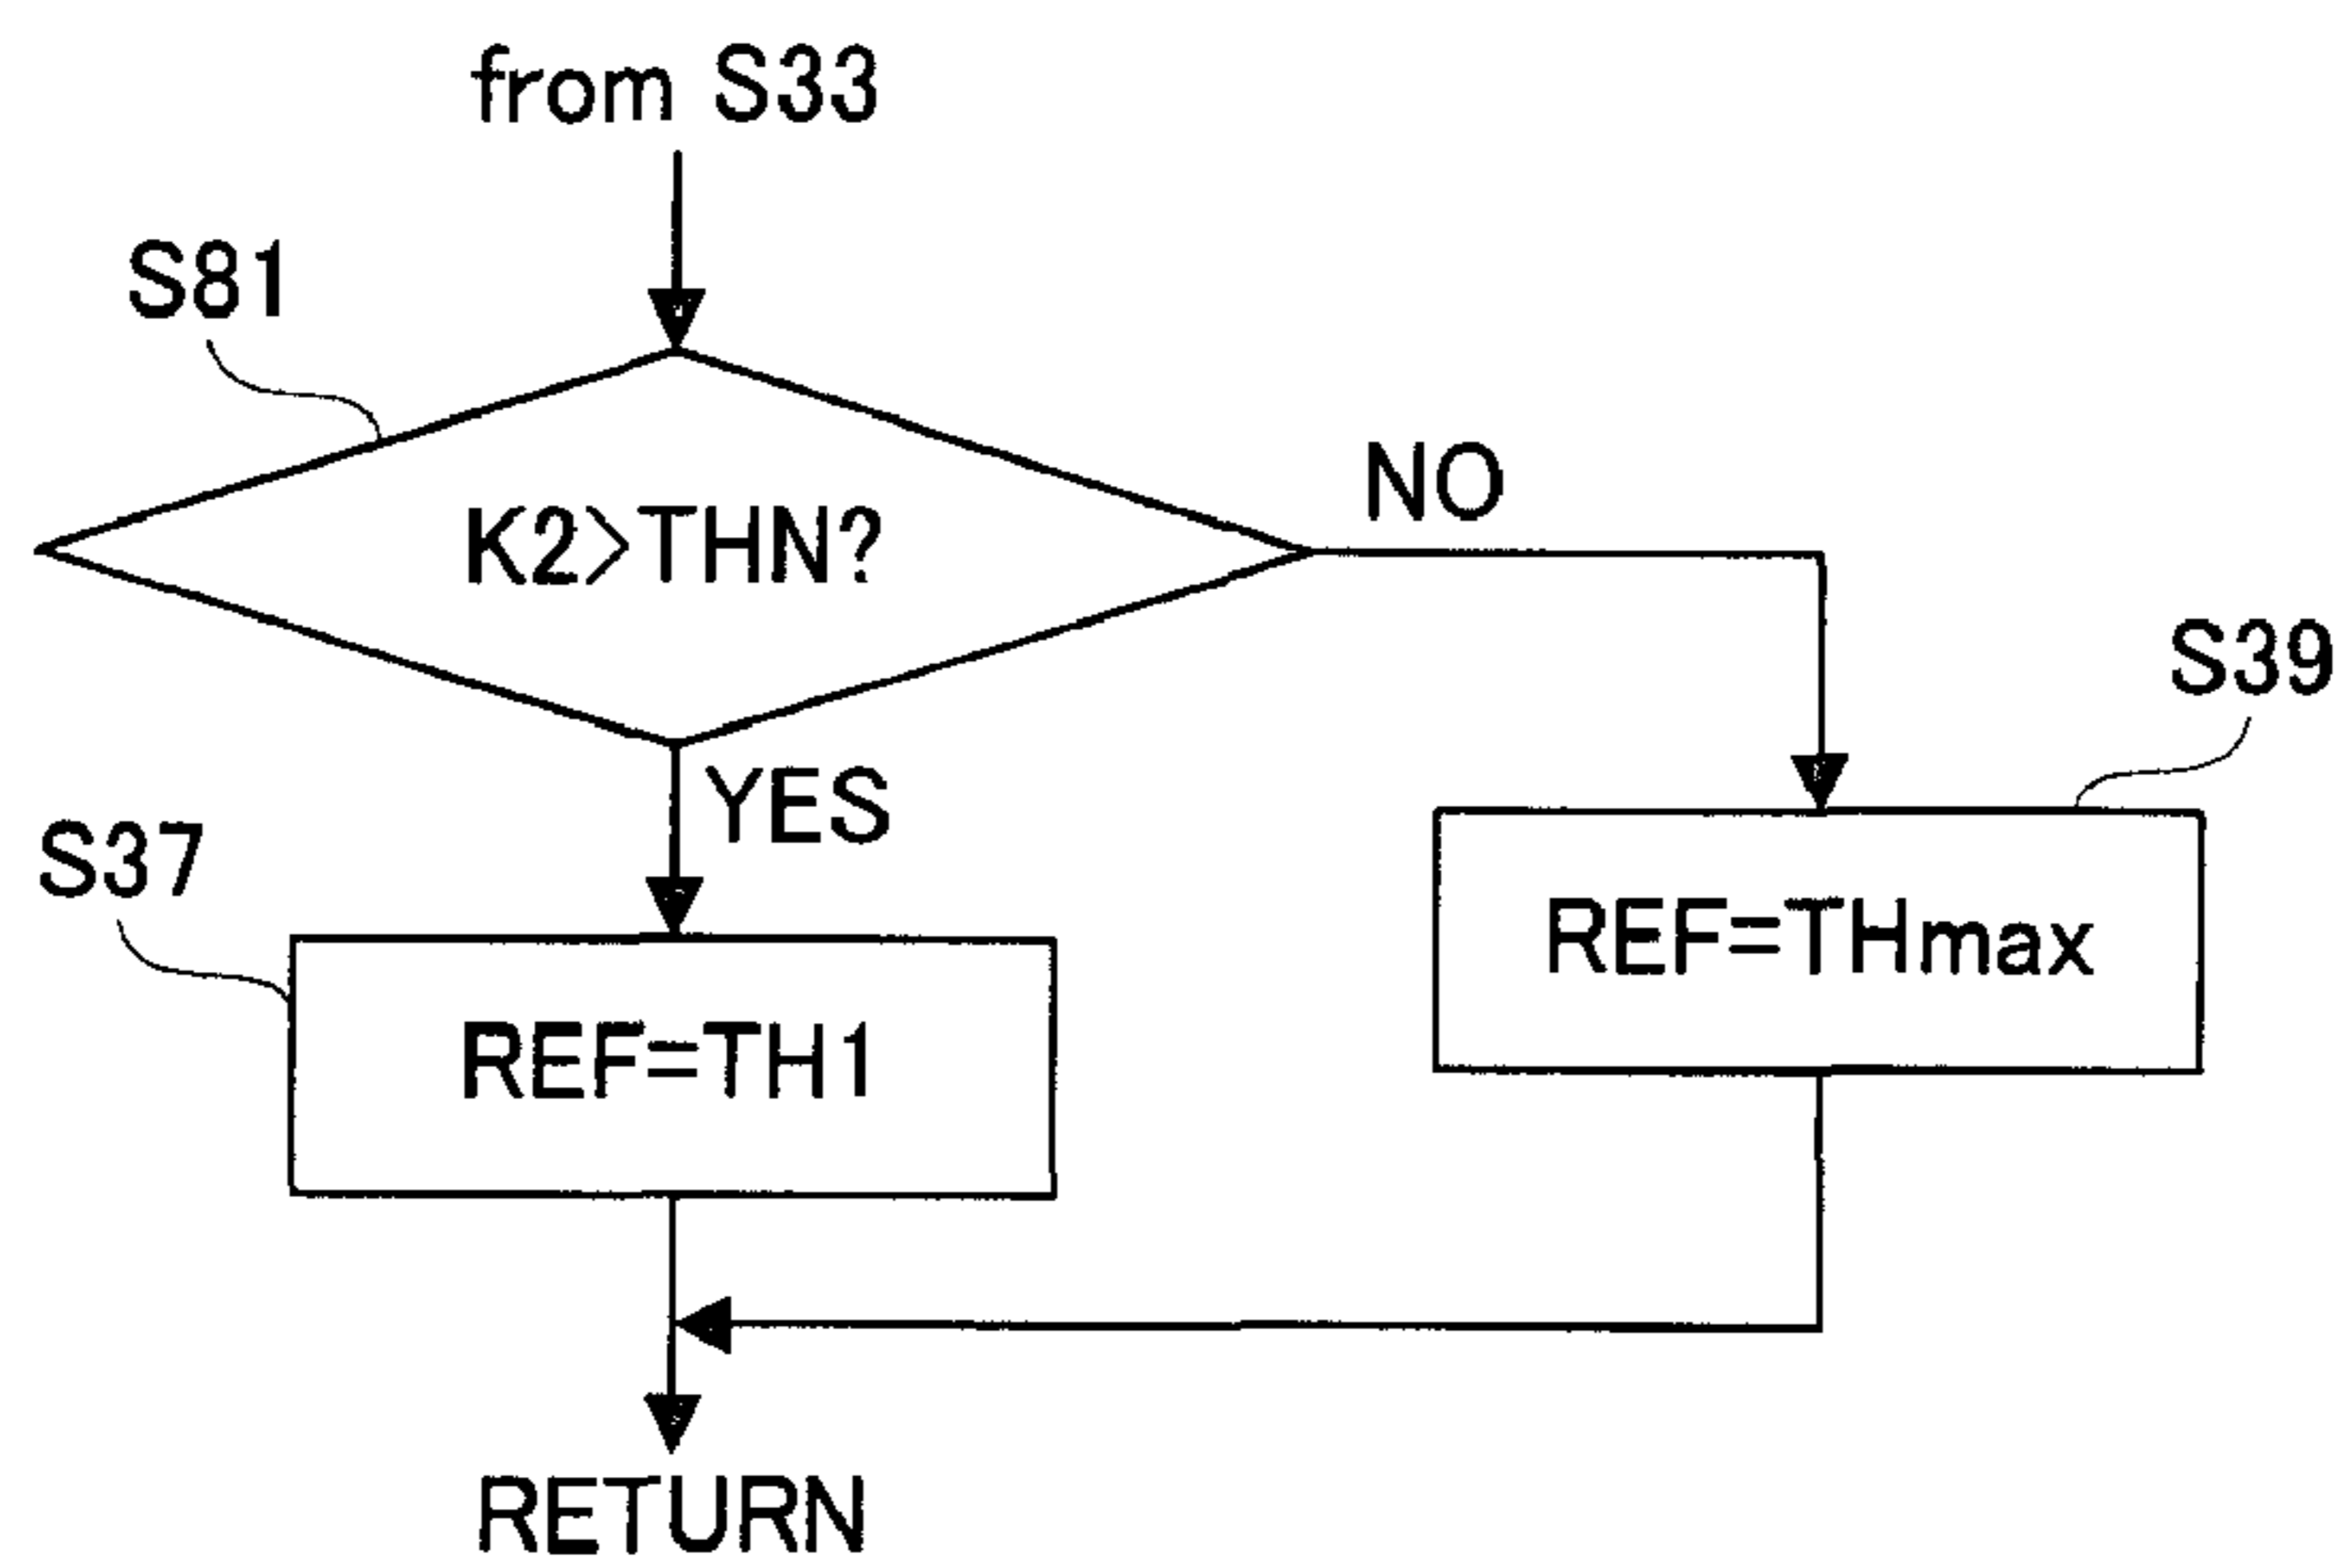 from S33
S81
K2>THN?
NO
YES
S39
S37
REF=THmax
REF=TH1
RETURN